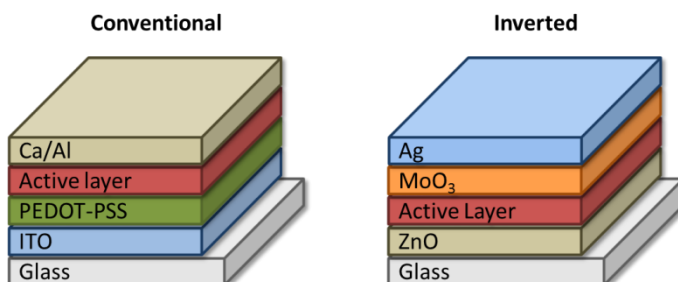 Conventional
Ca/Al
Active layer
PEDOT-PSS
ITO
Glass
Inverted
Ag
MoO₃
Active Layer
ZnO
Glass